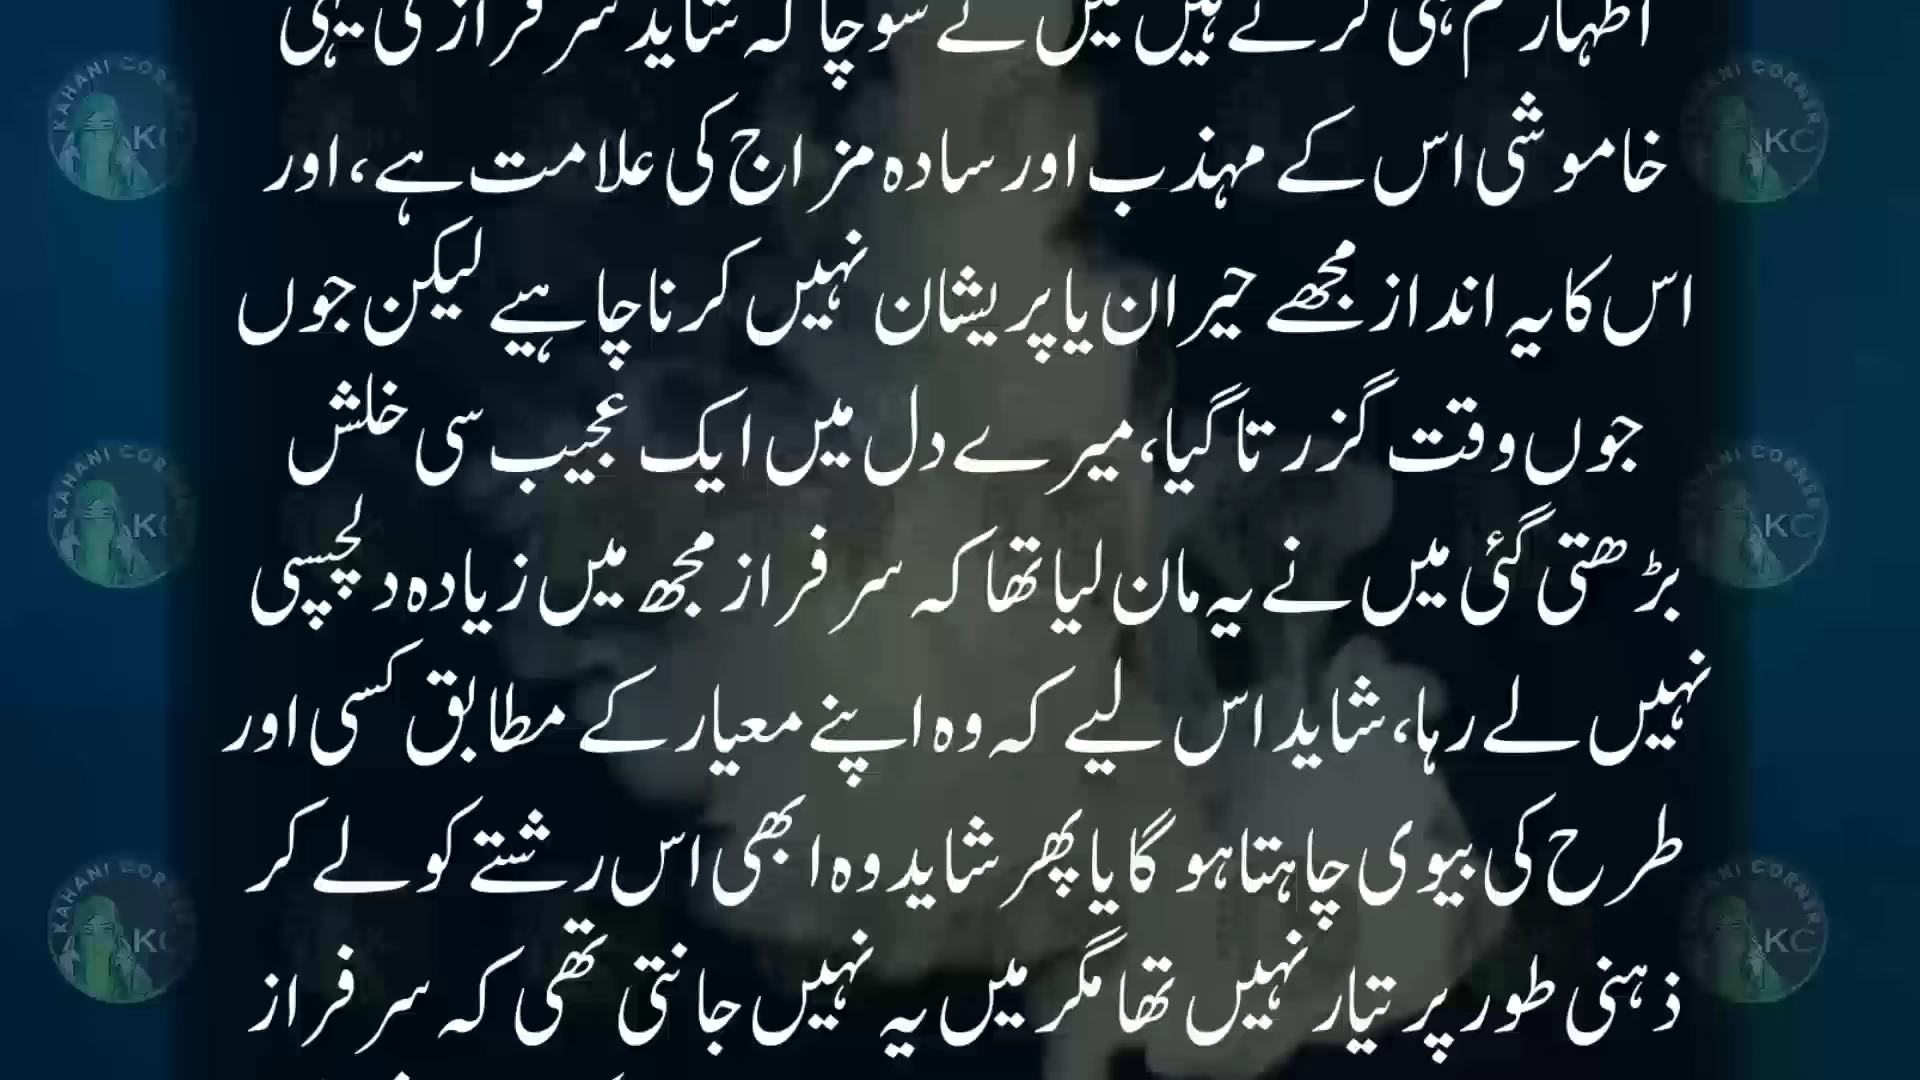 اظہار کم ہی کرتے ہیں میں نے سوچا کہ شاید سرفراز کی یہی
خاموشی اس کے مہذب اور سادہ مزاج کی علامت ہے، اور
اس کا یہ انداز مجھے حیران یا پریشان نہیں کرنا چاہیے لیکن جوں
جوں وقت گزرتا گیا، میرے دل میں ایک عجیب سی خلش
بڑھتی گئی میں نے یہ مان لیا تھا کہ سرفراز مجھ میں زیادہ دلچسپی
نہیں لے رہا، شاید اس لیے کہ وہ اپنے معیار کے مطابق کسی اور
طرح کی بیوی چاہتا ہو گا یا پھر شاید وہ ابھی اس رشتے کو لے کر
ذہنی طور پر تیار نہیں تھا مگر میں یہ نہیں جانتی تھی کہ سرفراز
KAHANI CORNER
KC